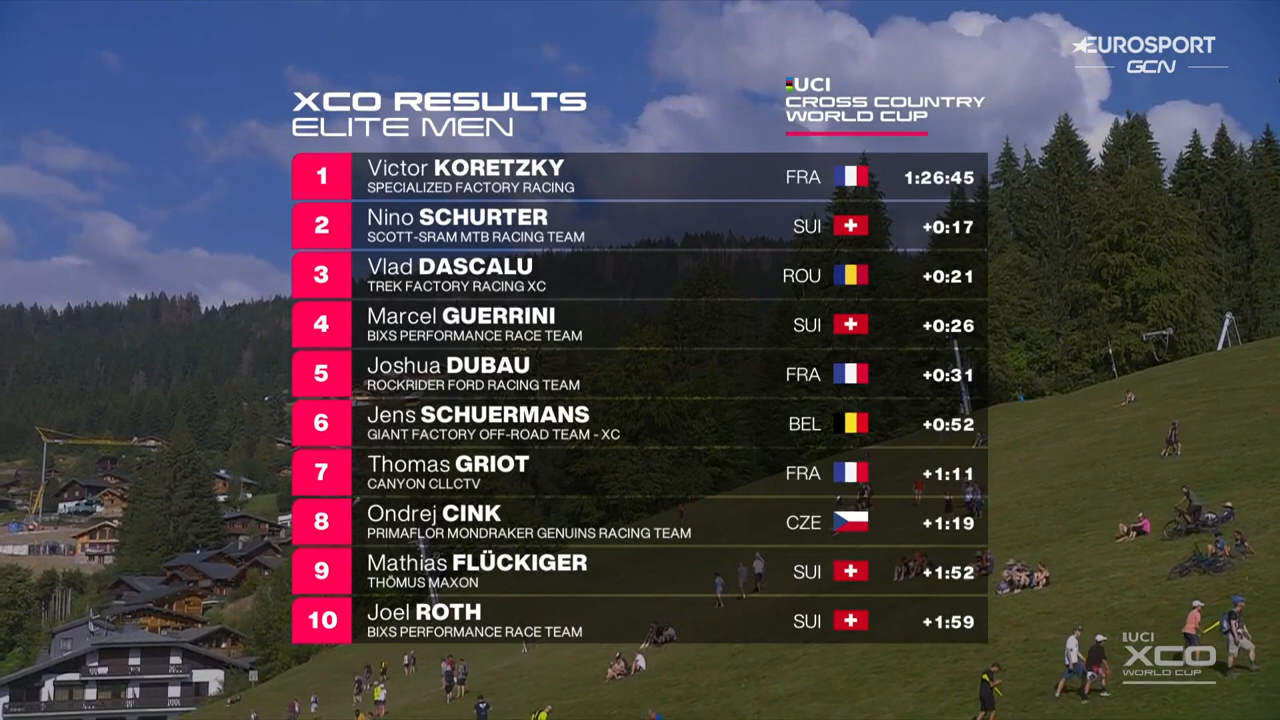 EUROSPORT
GCN
XCO RESULTS
ELITE MEN
UCI
CROSS COUNTRY
WORLD CUP
1 Victor KORETZKY FRA 1:26:45
SPECIALIZED FACTORY RACING
2 Nino SCHURTER SUI +0:17
SCOTT-SRAM MTB RACING TEAM
3 Vlad DASCALU ROU +0:21
TREK FACTORY RACING XC
4 Marcel GUERRINI SUI +0:26
BIXS PERFORMANCE RACE TEAM
5 Joshua DUBAU FRA +0:31
ROCKRIDER FORD RACING TEAM
6 Jens SCHUERMANS BEL +0:52
GIANT FACTORY OFF-ROAD TEAM - XC
7 Thomas GRIOT FRA +1:11
CANYON CLLCTV
8 Ondrej CINK CZE +1:19
PRIMAFLOR MONDRAKER GENUINS RACING TEAM
9 Mathias FLÜCKIGER SUI +1:52
THÖMUS MAXON
10 Joel ROTH SUI +1:59
BIXS PERFORMANCE RACE TEAM
UCI
XCO
WORLD CUP